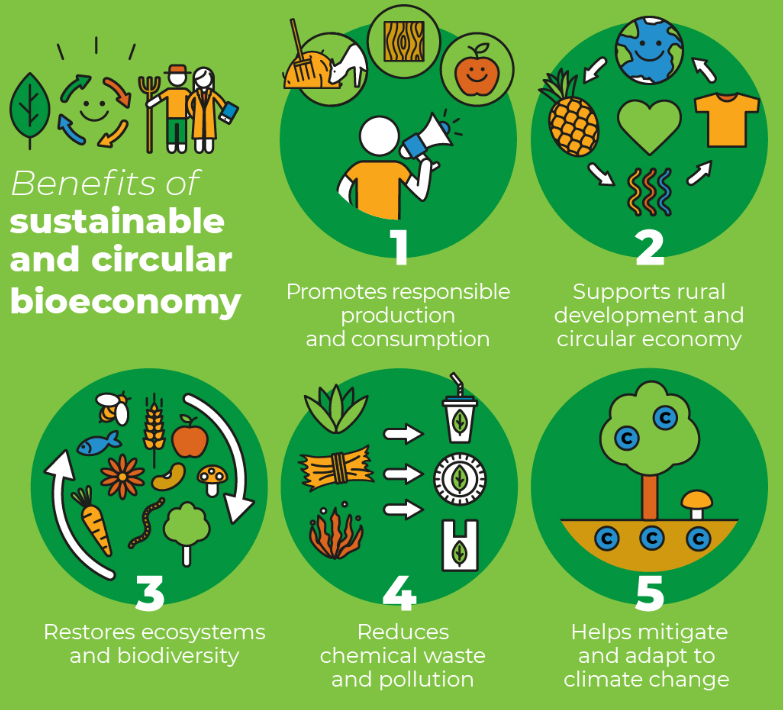 Benefits of
sustainable
and circular
bioeconomy
1
Promotes responsible
production
and consumption
2
Supports rural
development and
circular economy
3
Restores ecosystems
and biodiversity
4
Reduces
chemical waste
and pollution
C
C
C
C
C
5
Helps mitigate
and adapt to
climate change